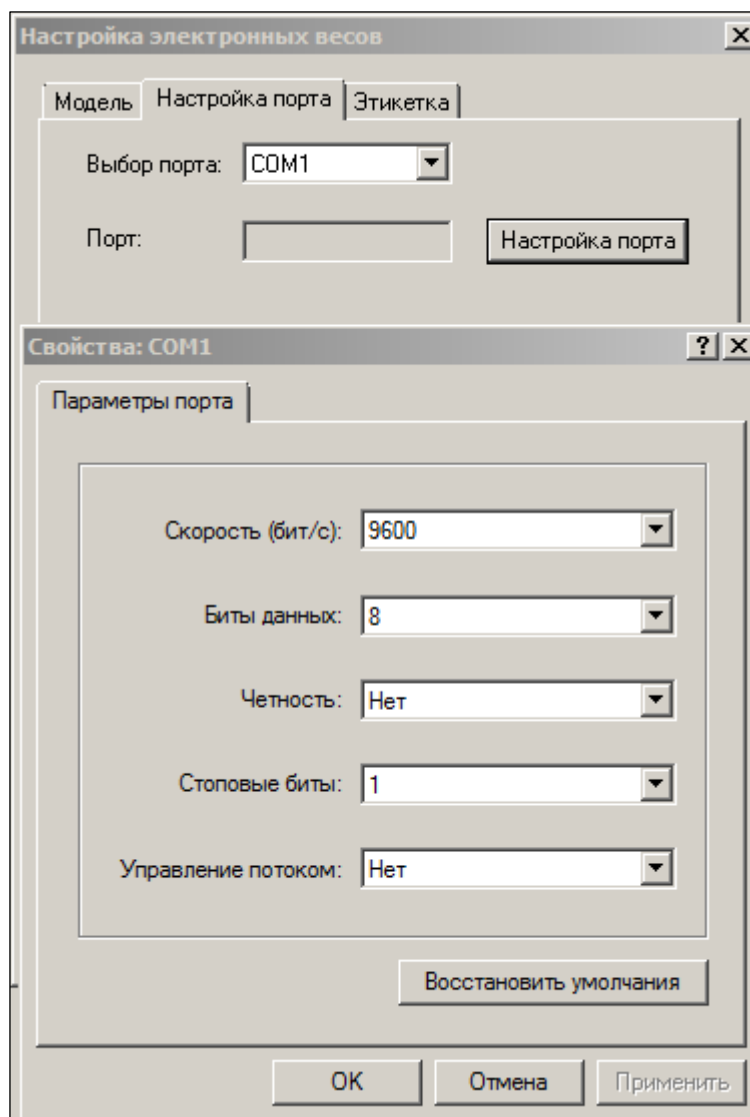 Настройка электронных весов
Модель Настройка порта Этикетка
Выбор порта: COM1
Порт: Настройка порта
Свойства: COM1
Параметры порта
Скорость (бит/с): 9600
Биты данных: 8
Четность: Нет
Стоповые биты: 1
Управление потоком: Нет
Восстановить умолчания
OK Отмена Применить